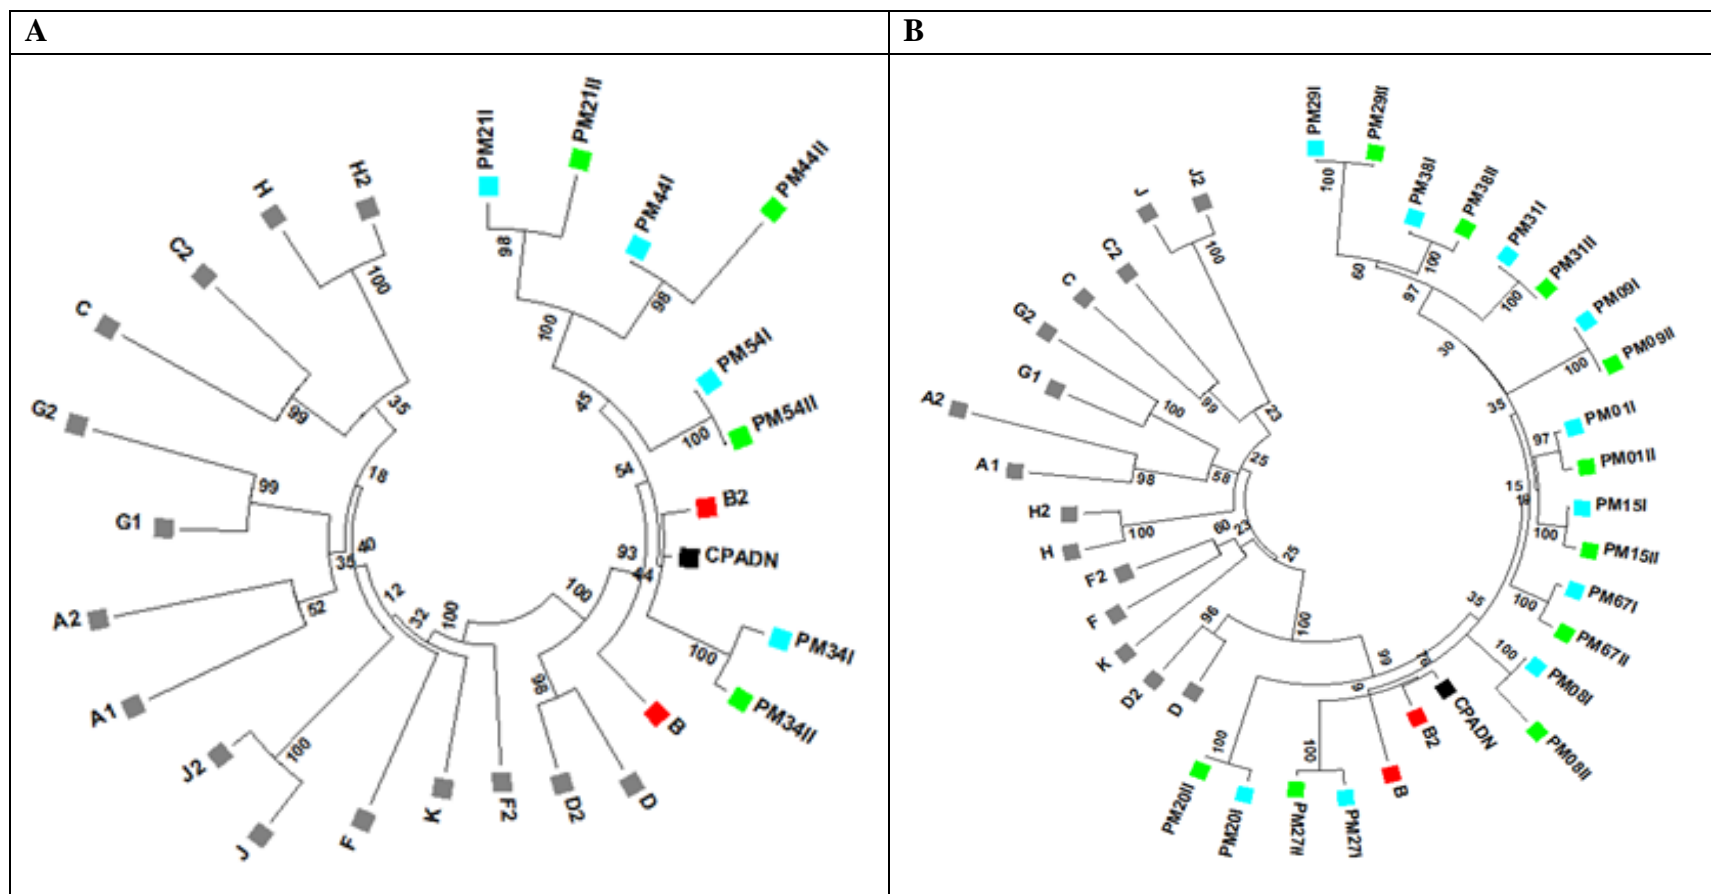 A
B
PM21I
PM21II
PM44I
PM44II
PM54I
PM54II
B2
CPADN
PM34I
PM34II
B
D
D2
F2
K
F
J
J2
A1
A2
G1
G2
C
C2
H
H2
98
98
100
100
45
54
93
44
100
100
98
100
32
12
100
40
35
52
99
18
35
99
100
PM29I
PM29II
PM38I
PM38II
PM31I
PM31II
PM09I
PM09II
PM01I
PM01II
PM15I
PM15II
PM67I
PM67II
PM08I
PM08II
CPADN
B2
B
PM27I
PM27II
PM20I
PM20II
D
D2
K
F
F2
H
H2
A1
A2
G1
G2
C
C2
J
J2
100
60
100
97
100
30
100
35
97
15
100
100
35
100
99
9
100
100
100
96
25
23
60
100
98
58
100
25
23
99
100